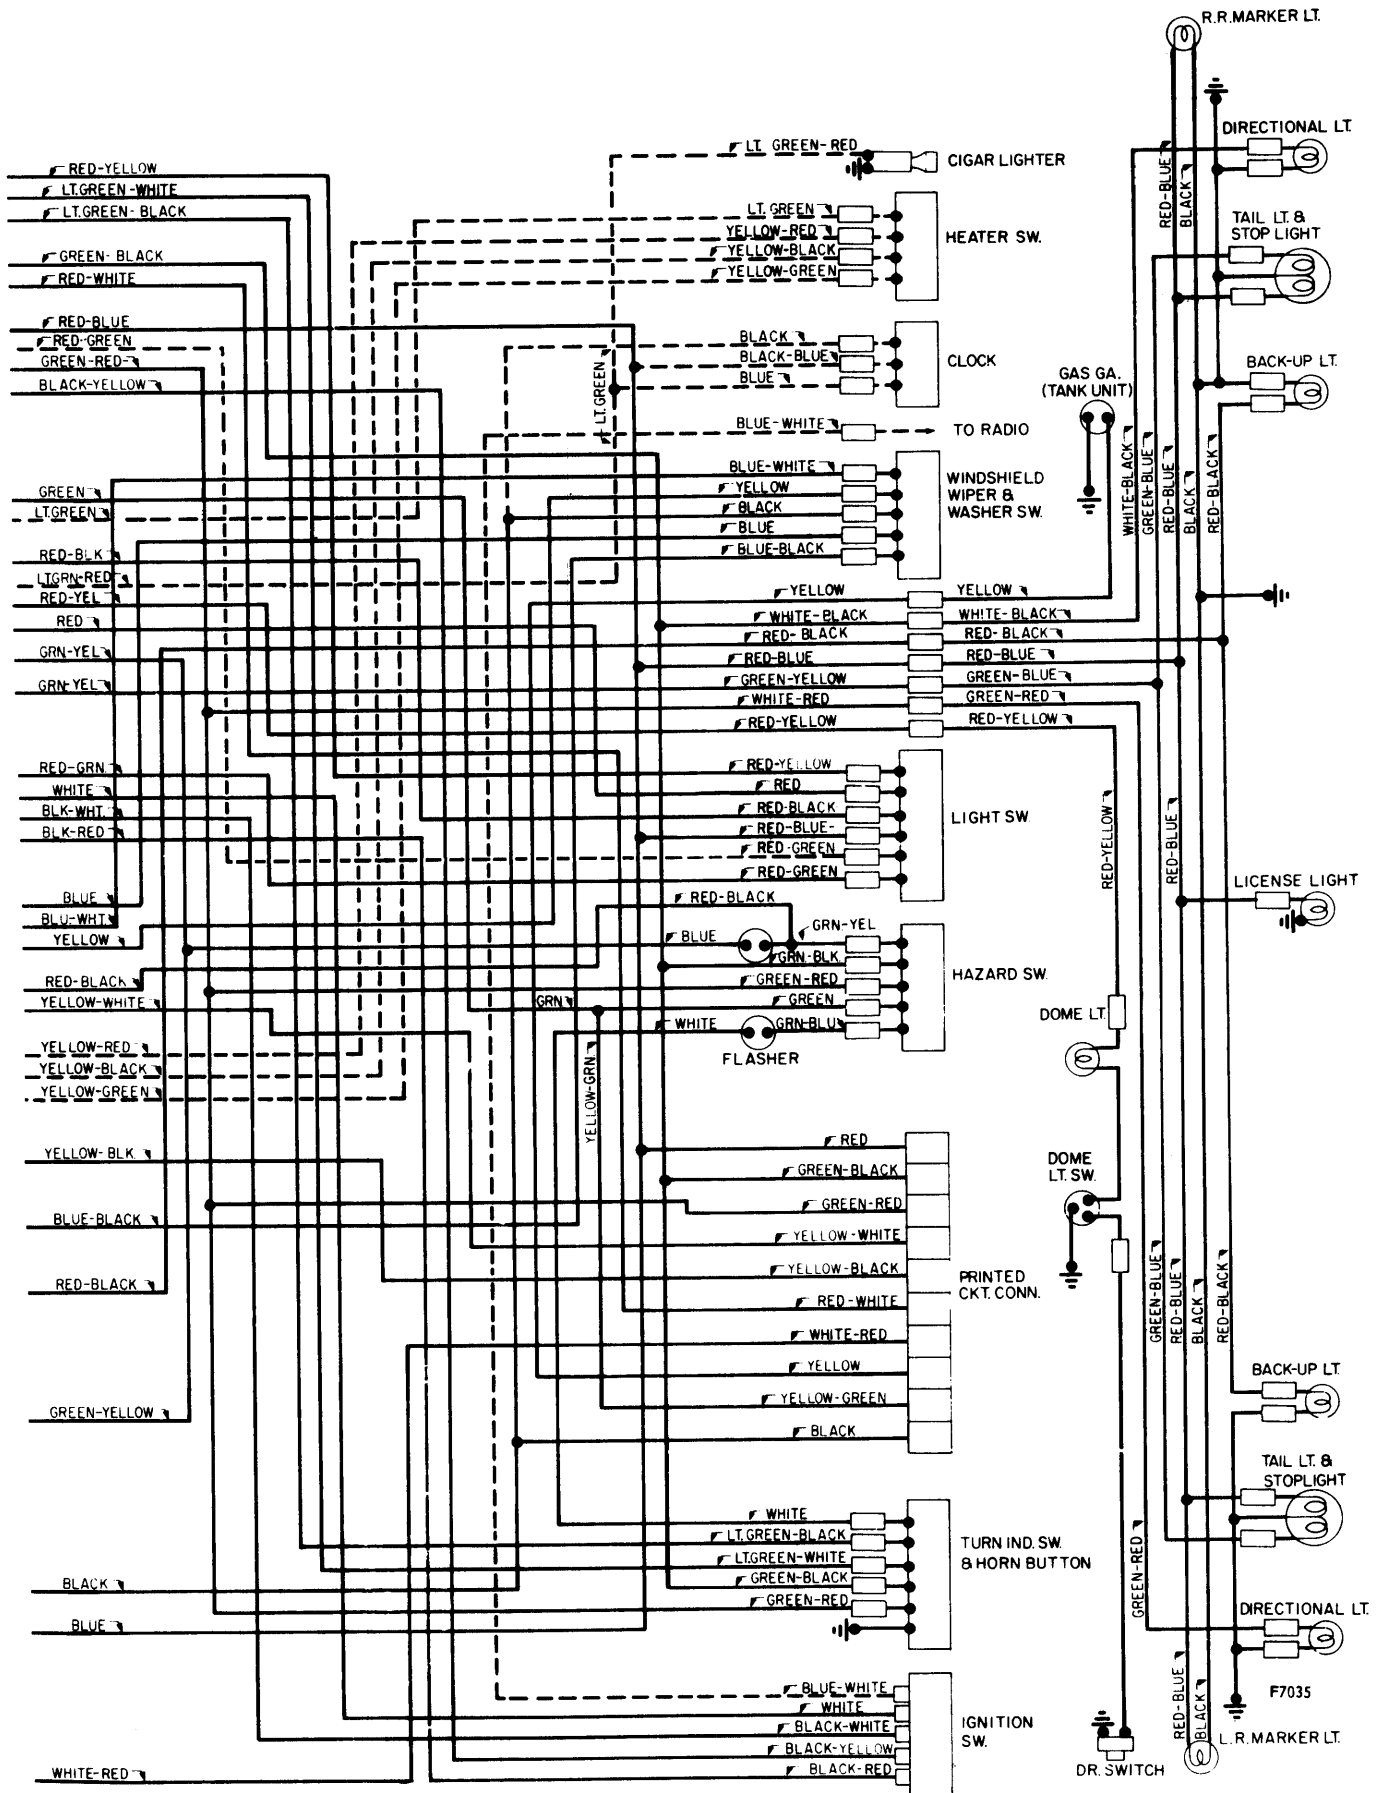 R.R.MARKER LT.
DIRECTIONAL LT.
LT. GREEN-RED
CIGAR LIGHTER
RED-YELLOW
LT.GREEN-WHITE
LT.GREEN-BLACK
RED-BLUE
BLACK
LT. GREEN
YELLOW-RED
YELLOW-BLACK
YELLOW-GREEN
HEATER SW.
TAIL LT. &
STOP LIGHT
GREEN-BLACK
RED-WHITE
RED-BLUE
RED-GREEN
GREEN-RED
BLACK-YELLOW
BLACK
BLACK-BLUE
BLUE
CLOCK
LT.GREEN
GAS GA.
(TANK UNIT)
BACK-UP LT.
BLUE-WHITE
TO RADIO
WHITE-BLACK
GREEN-BLUE
RED-BLUE
BLACK
RED-BLACK
BLUE-WHITE
YELLOW
BLACK
BLUE
BLUE-BLACK
WINDSHIELD
WIPER &
WASHER SW.
GREEN
LT.GREEN
RED-BLK
LT.GRN-RED
RED-YEL
RED
GRN-YEL
GRN-YEL
YELLOW
YELLOW
WHITE-BLACK
WHITE-BLACK
RED-BLACK
RED-BLACK
RED-BLUE
RED-BLUE
GREEN-YELLOW
GREEN-BLUE
WHITE-RED
GREEN-RED
RED-YELLOW
RED-YELLOW
RED-GRN.
WHITE
BLK-WHT.
BLK-RED
RED-YELLOW
RED
RED-BLACK
RED-BLUE-
RED-GREEN
RED-GREEN
LIGHT SW.
RED-YELLOW
RED-BLUE
LICENSE LIGHT
BLUE
BLU-WHT.
YELLOW
RED-BLACK
YELLOW-WHITE
RED-BLACK
BLUE
GRN-YEL
GRN-BLK
GREEN-RED
GREEN
GRN
WHITE
GRN-BLU
FLASHER
HAZARD SW.
DOME LT.
YELLOW-RED
YELLOW-BLACK
YELLOW-GREEN
YELLOW-GRN.
YELLOW-BLK.
BLUE-BLACK
RED-BLACK
GREEN-YELLOW
RED
GREEN-BLACK
GREEN-RED
YELLOW-WHITE
YELLOW-BLACK
RED-WHITE
WHITE-RED
YELLOW
YELLOW-GREEN
BLACK
PRINTED
CKT. CONN.
DOME
LT. SW.
GREEN-BLUE
RED-BLUE
BLACK
RED-BLACK
BACK-UP LT.
TAIL LT. &
STOPLIGHT
WHITE
LT.GREEN-BLACK
LT.GREEN-WHITE
GREEN-BLACK
GREEN-RED
TURN IND. SW.
& HORN BUTTON
BLACK
BLUE
GREEN-RED
DIRECTIONAL LT.
F7035
BLUE-WHITE
WHITE
BLACK-WHITE
BLACK-YELLOW
BLACK-RED
IGNITION
SW.
WHITE-RED
RED-BLUE
BLACK
L.R.MARKER LT.
DR. SWITCH